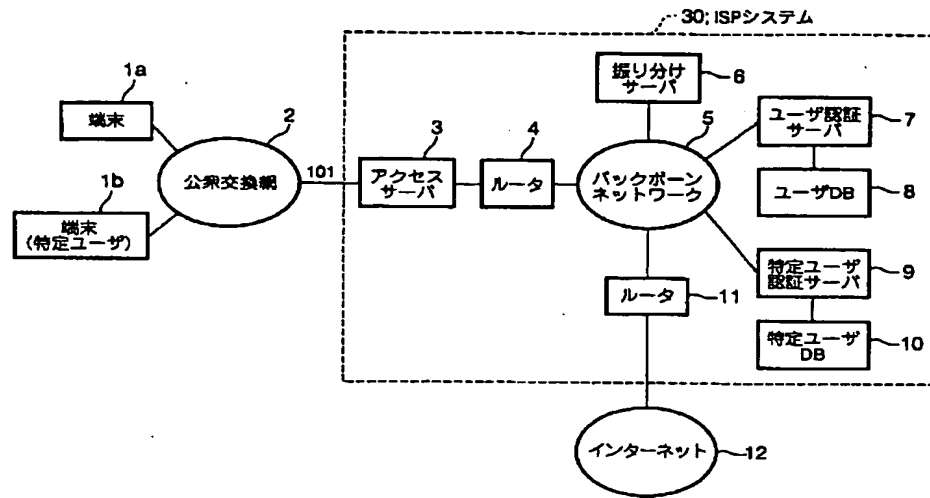 30; ISPシステム
1a
端末
2
公衆交換網
1b
端末
(特定ユーザ)
101
3
アクセス
サーバ
4
ルータ
5
バックボーン
ネットワーク
振り分け
サーバ
6
ユーザ認証
サーバ
7
ユーザDB
8
特定ユーザ
認証サーバ
9
特定ユーザ
DB
10
ルータ
11
インターネット
12